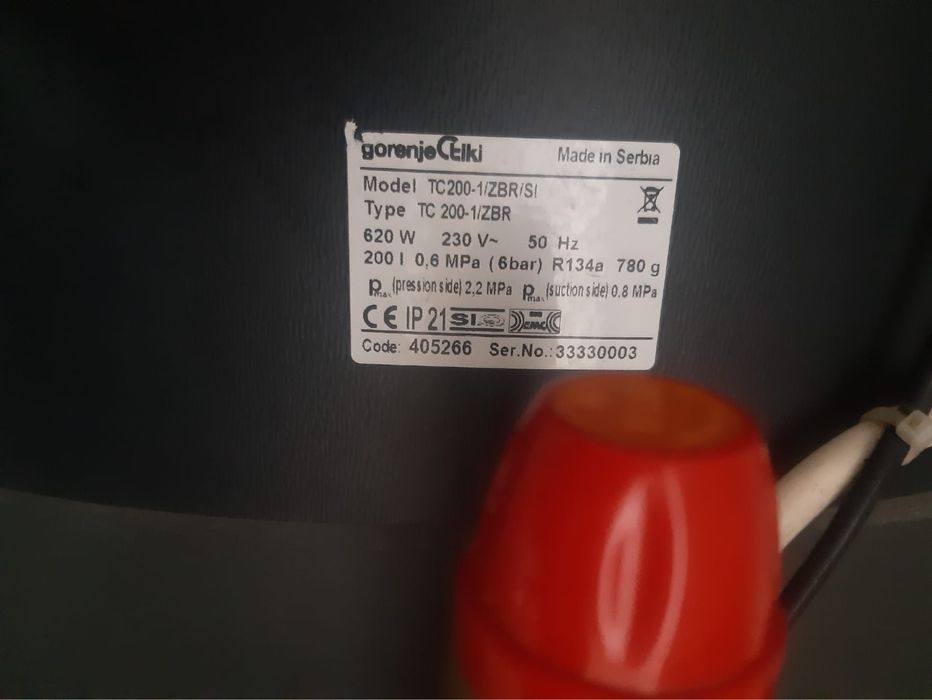 gorenje tiki Made in Serbia
Model TC200-1/ZBR/SI
Type TC 200-1/ZBR
620 W 230 V~ 50 Hz
200 l 0,6 MPa (6bar) R134a 780 g
pmax (pression side) 2,2 MPa pmax (suction side) 0,8 MPa
CE IP 21 SI EMC
Code: 405266 Ser.No.:33330003